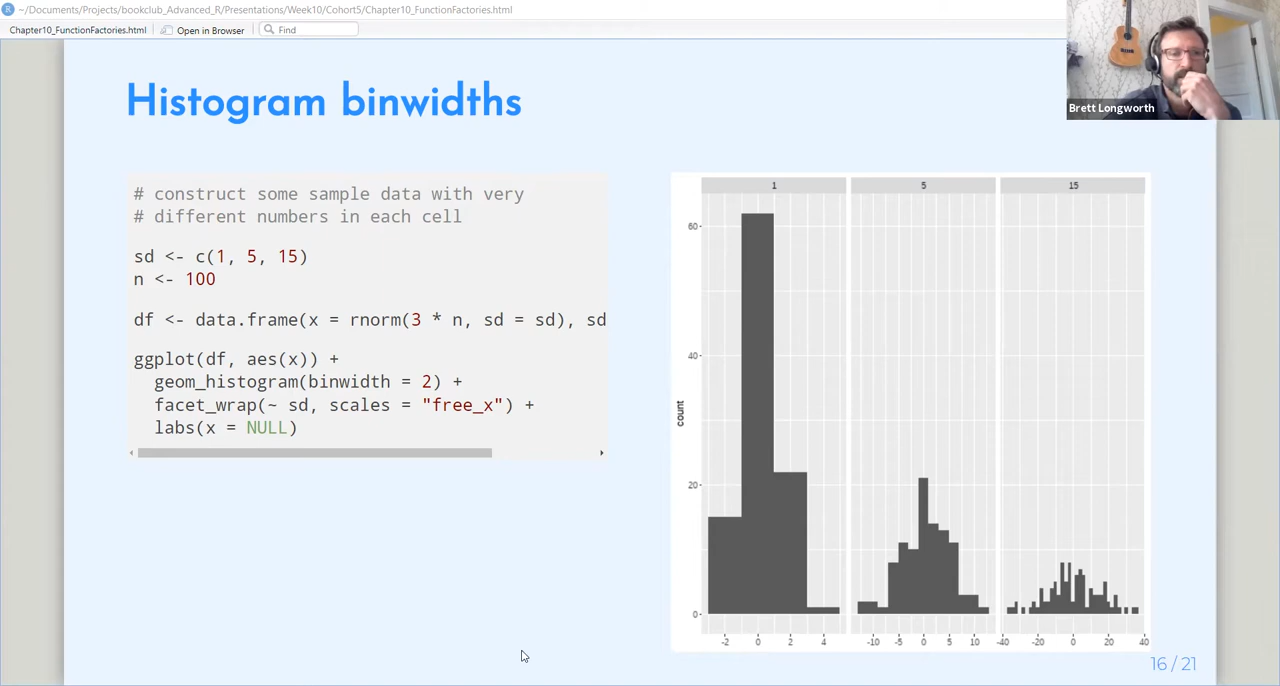 ~/Documents/Projects/bookclub_Advanced_R/Presentations/Week10/Cohort5/Chapter10_FunctionFactories.html
Chapter10_FunctionFactories.html Open in Browser Find
Brett Longworth
Histogram binwidths
# construct some sample data with very
# different numbers in each cell
sd <- c(1, 5, 15)
n <- 100
df <- data.frame(x = rnorm(3 * n, sd = sd), sd
ggplot(df, aes(x)) +
  geom_histogram(binwidth = 2) +
  facet_wrap(~ sd, scales = "free_x") +
  labs(x = NULL)
1 5 15
60
40
20
0
count
-2 0 2 4 -10 -5 0 5 10 -40 -20 0 20 40
16 / 21